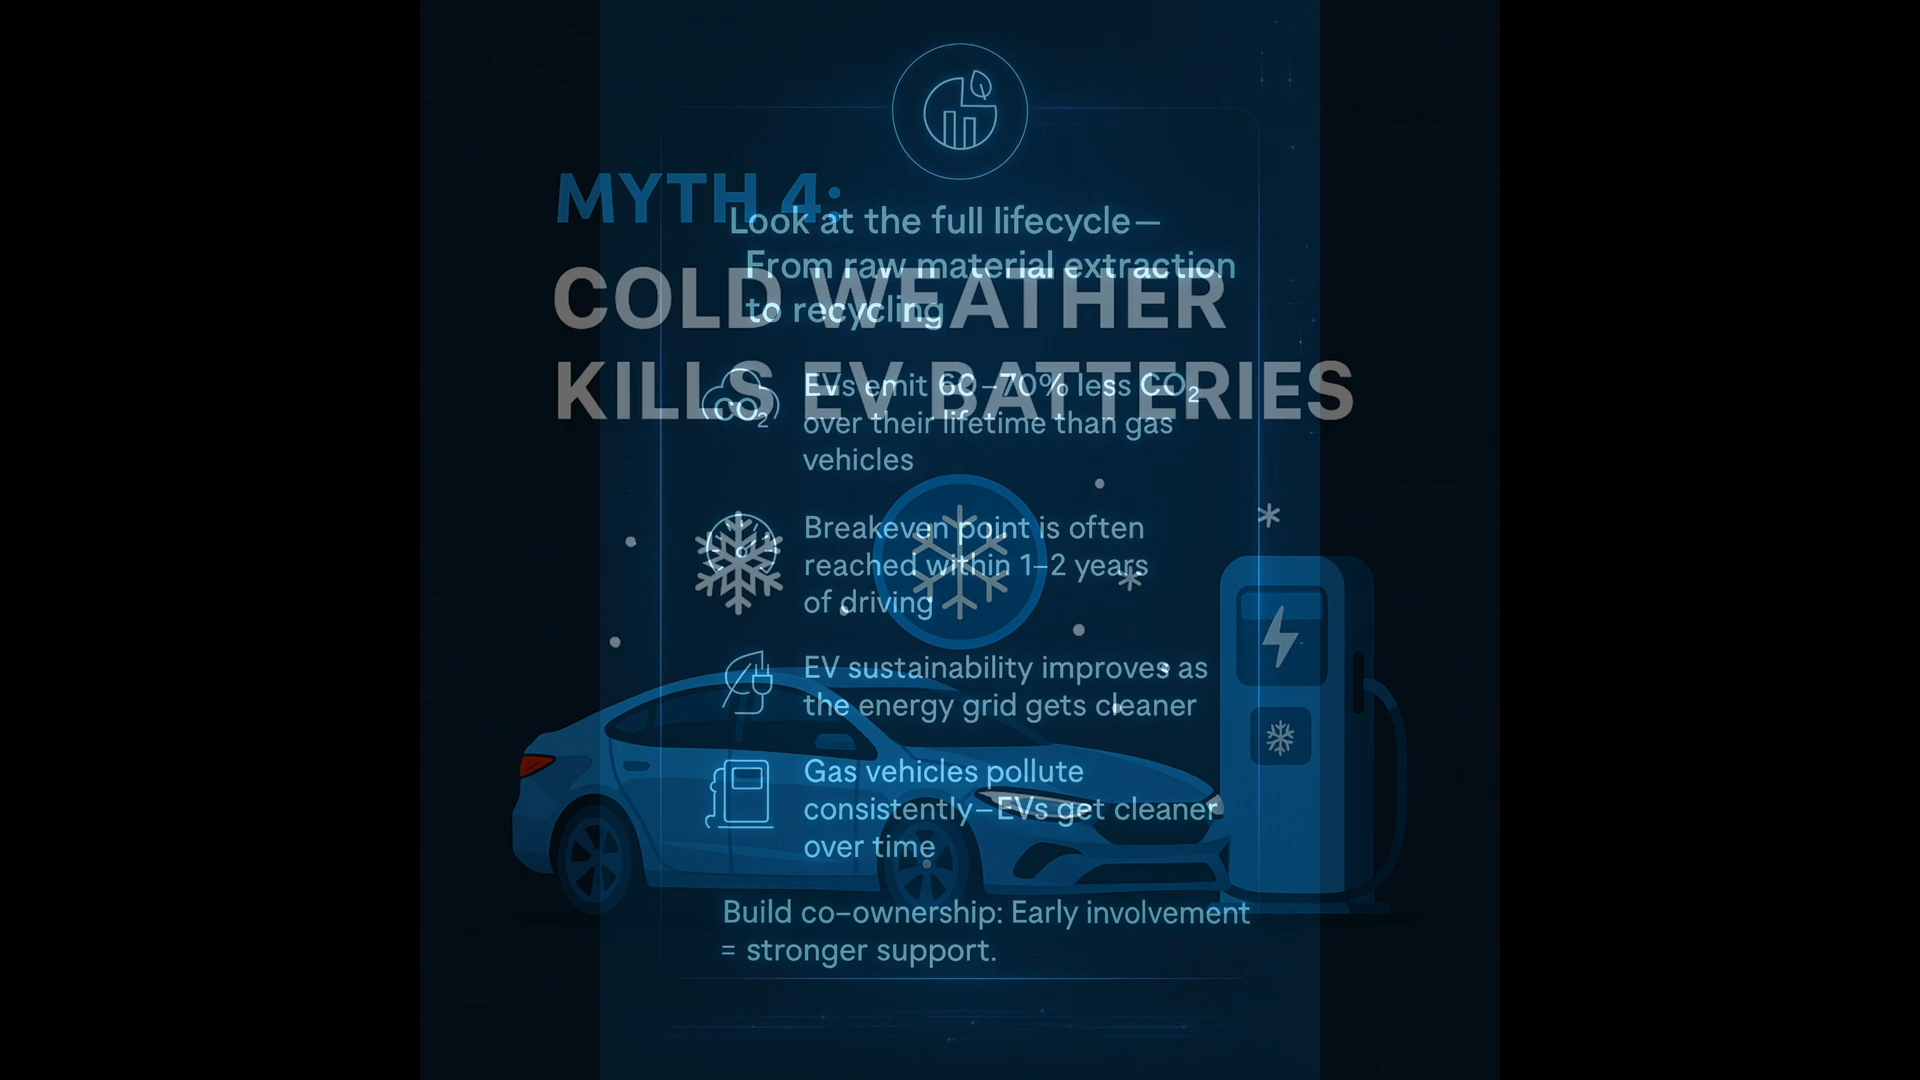 MYTH 4:
COLD WEATHER
KILLS EV BATTERIES
Look at the full lifecycle—
From raw material extraction
to recycling
CO₂
EVs emit 60–70% less CO₂
over their lifetime than gas
vehicles
Breakeven point is often
reached within 1–2 years
of driving
EV sustainability improves as
the energy grid gets cleaner
Gas vehicles pollute
consistently—EVs get cleaner
over time
Build co-ownership: Early involvement
= stronger support.